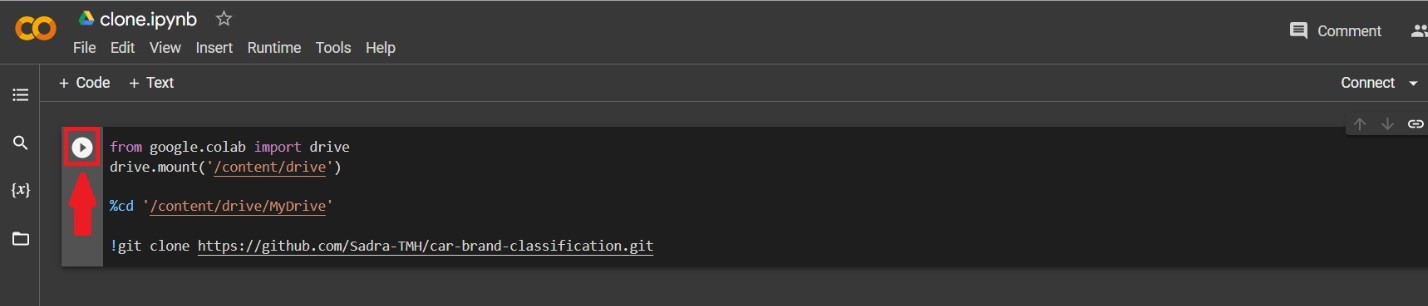 clone.ipynb
File Edit View Insert Runtime Tools Help
Comment
+ Code + Text
Connect
{x}
from google.colab import drive
drive.mount('/content/drive')
%cd '/content/drive/MyDrive'
!git clone https://github.com/Sadra-TMH/car-brand-classification.git